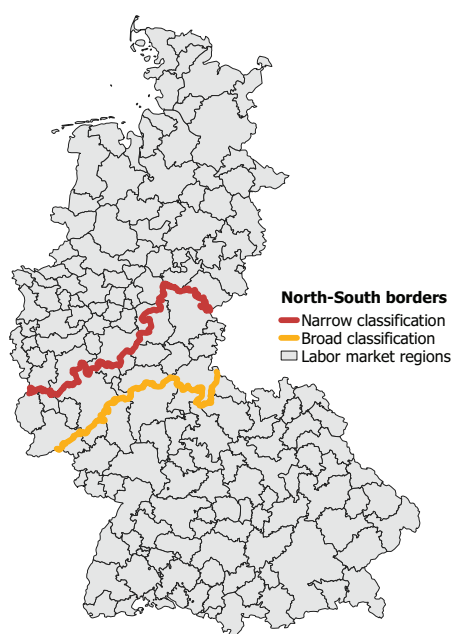 North-South borders
Narrow classification
Broad classification
Labor market regions